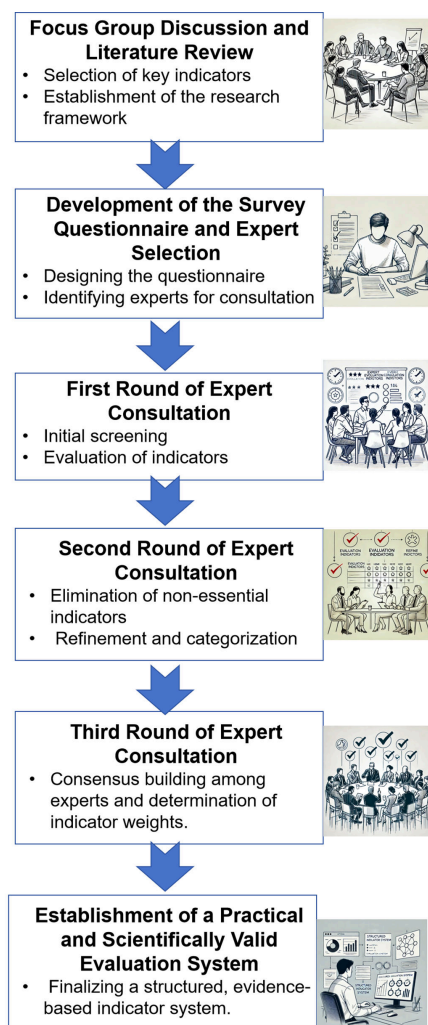 Focus Group Discussion and
Literature Review
• Selection of key indicators
• Establishment of the research
framework
Development of the Survey
Questionnaire and Expert
Selection
• Designing the questionnaire
• Identifying experts for consultation
First Round of Expert
Consultation
• Initial screening
• Evaluation of indicators
Second Round of Expert
Consultation
• Elimination of non-essential
indicators
• Refinement and categorization
EVALUATION
INDICATORS
EVALUATION INDICATORS
Third Round of Expert
Consultation
• Consensus building among
experts and determination of
indicator weights.
Establishment of a Practical
and Scientifically Valid
Evaluation System
• Finalizing a structured, evidence-
based indicator system.